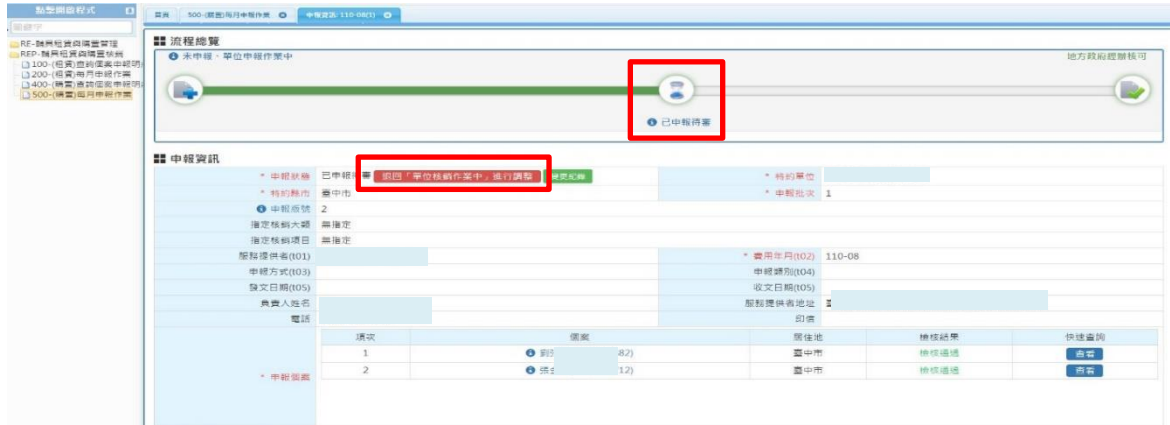 點擊開啟程式
首頁 500-(購置)每月申報作業 申報資訊: 110-08(1)
關鍵字
RE-輔具租賃與購置管理
REP-輔具租賃與購置核銷
100-(租賃)查詢個案申報明
200-(租賃)每月申報作業
400-(購置)查詢個案申報明
500-(購置)每月申報作業
流程總覽
未申報、單位申報作業中 地方政府經辦核可
已申報待審
申報資訊
* 申報狀態 已申報待審 退回「單位核銷作業中」進行調整 變更紀錄 * 特約單位
* 特約縣市 臺中市 * 申報批次 1
申報版號 2
指定核銷大類 無指定
指定核銷項目 無指定
服務提供者(t01) * 費用年月(t02) 110-08
申報方式(t03) 申報類別(t04)
發文日期(t05) 收文日期(t05)
負責人姓名 服務提供者地址
電話 印信
項次 個案 居住地 檢核結果 快速查詢
1 劉 82) 臺中市 檢核通過 查看
2 張 12) 臺中市 檢核通過 查看
* 申報個案